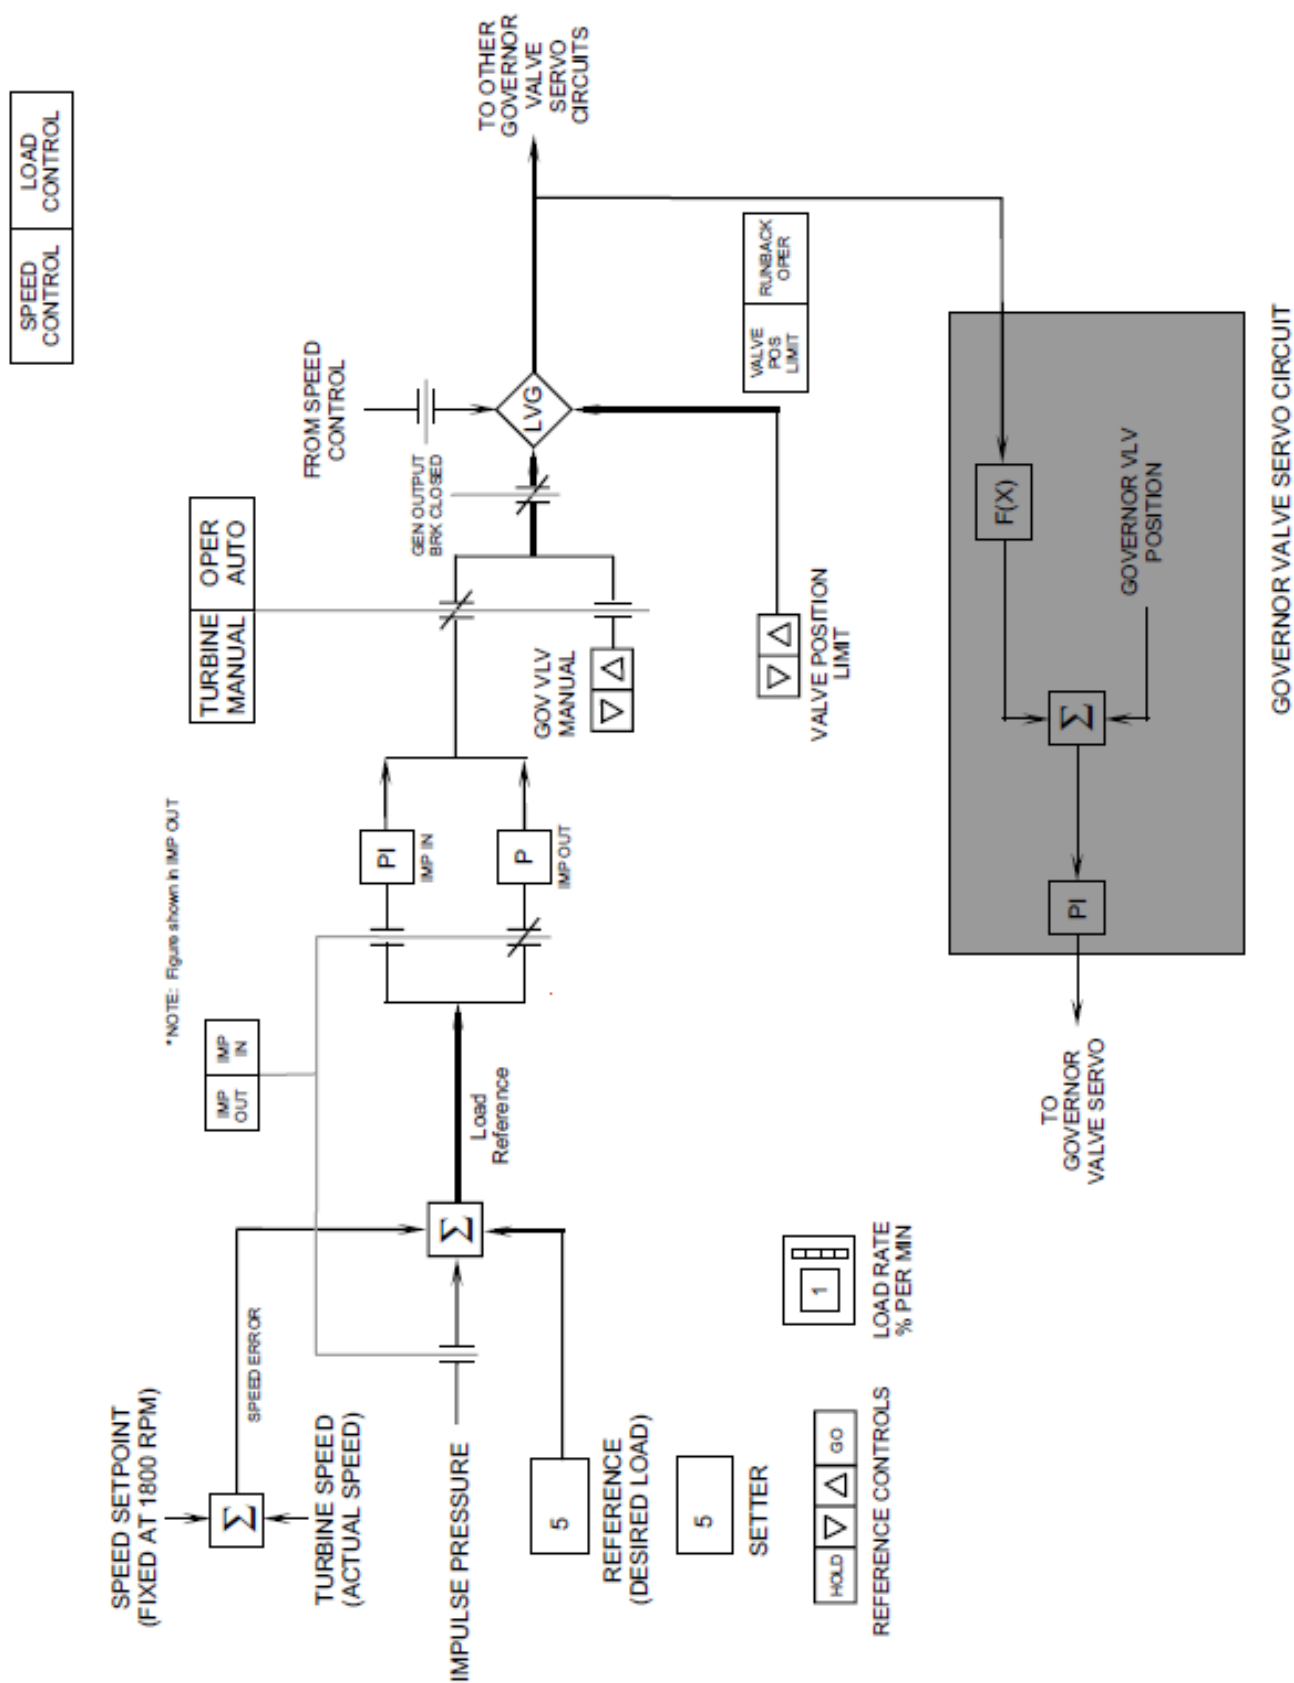 SPEED
CONTROL
LOAD
CONTROL
*NOTE: Figure shown in IMP OUT
TURBINE
MANUAL
OPER
AUTO
IMP
OUT
IMP
IN
SPEED SETPOINT
(FIXED AT 1800 RPM)
Σ
TURBINE SPEED
(ACTUAL SPEED)
SPEED ERROR
IMPULSE PRESSURE
Σ
Load
Reference
PI
IMP IN
P
IMP OUT
GEN OUTPUT
BRK CLOSED
FROM SPEED
CONTROL
LVG
TO OTHER
GOVERNOR
VALVE
SERVO
CIRCUITS
5
REFERENCE
(DESIRED LOAD)
5
SETTER
GOV VLV
MANUAL
VALVE POSITION
LIMIT
VALVE
POS
LIMIT
RUNBACK
OPER
HOLD
GO
REFERENCE CONTROLS
1
LOAD RATE
% PER MIN
TO
GOVERNOR
VALVE SERVO
PI
Σ
F(X)
GOVERNOR VLV
POSITION
GOVERNOR VALVE SERVO CIRCUIT